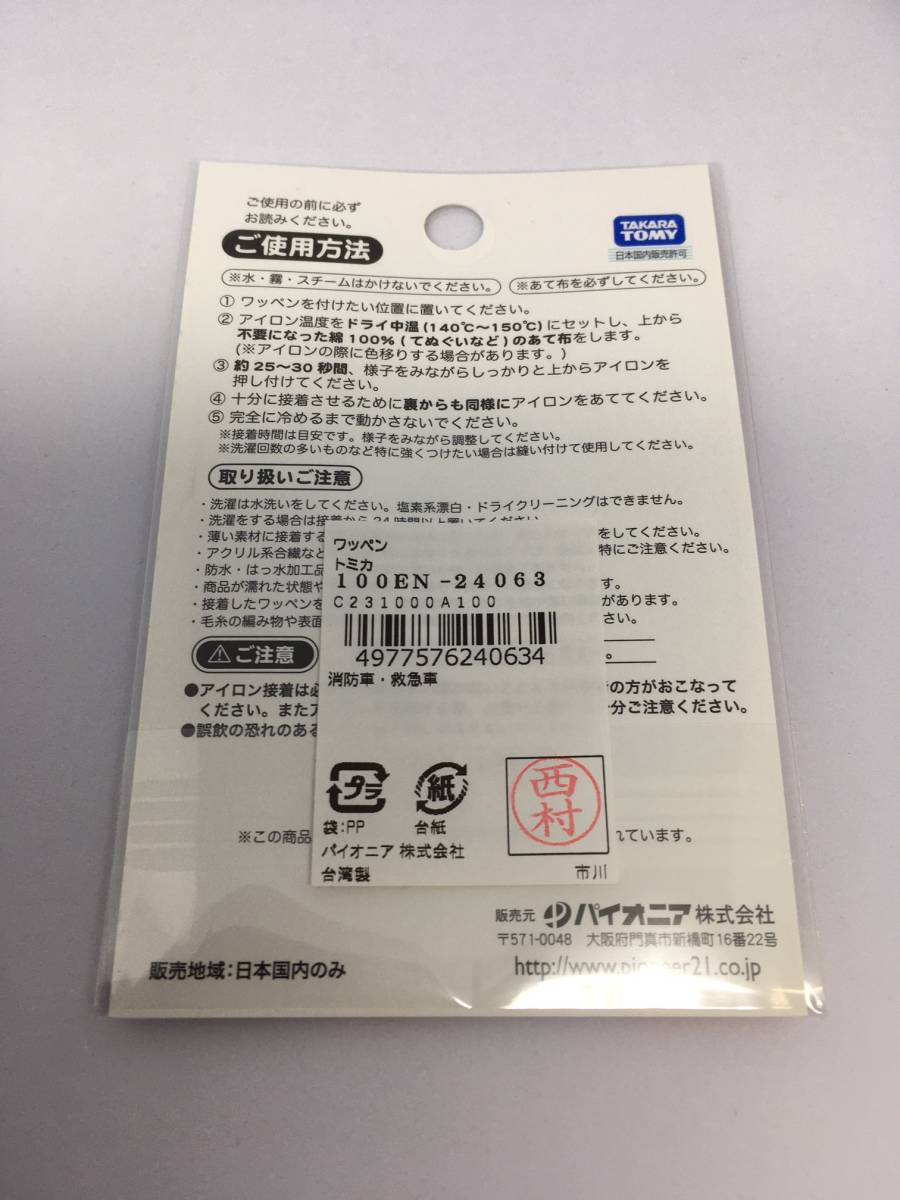 ご使用の前に必ず
お読みください。
ご使用方法
TAKARA
TOMY
日本国内販売許可
※水・霧・スチームはかけないでください。 ※あて布を必ずしてください。
① ワッペンを付けたい位置に置いてください。
② アイロン温度をドライ中温(140℃〜150℃)にセットし、上から
不要になった綿100%(てぬぐいなど)のあて布をします。
(※アイロンの際に色移りする場合があります。)
③ 約25〜30秒間、様子をみながらしっかりと上からアイロンを
押し付けてください。
④ 十分に接着させるために裏からも同様にアイロンをあててください。
⑤ 完全に冷めるまで動かさないでください。
※接着時間は目安です。様子をみながら調整してください。
※洗濯回数の多いものなど特に強くつけたい場合は縫い付けて使用してください。
取り扱いご注意
・洗濯は水洗いをしてください。塩素系漂白・ドライクリーニングはできません。
・洗濯をする場合は接着から24時間以上置いてください
・薄い素材に接着する をしてください。
・アクリル系合繊など 特にご注意ください。
・防水・はっ水加工品 す。
・商品が濡れた状態や があります。
・接着したワッペンを さい。
・毛糸の編み物や表面
ワッペン
トミカ
100EN-24063
C231000A100
4977576240634
消防車・救急車
⚠ご注意
●アイロン接着は必 の方がおこなって
ください。またア 分ご注意ください。
●誤飲の恐れのある
プラ
紙
西村
袋:PP 台紙
パイオニア 株式会社
台湾製 市川
※この商品 れています。
販売元 パイオニア株式会社
〒571-0048 大阪府門真市新橋町16番22号
http://www.pioneer21.co.jp
販売地域:日本国内のみ